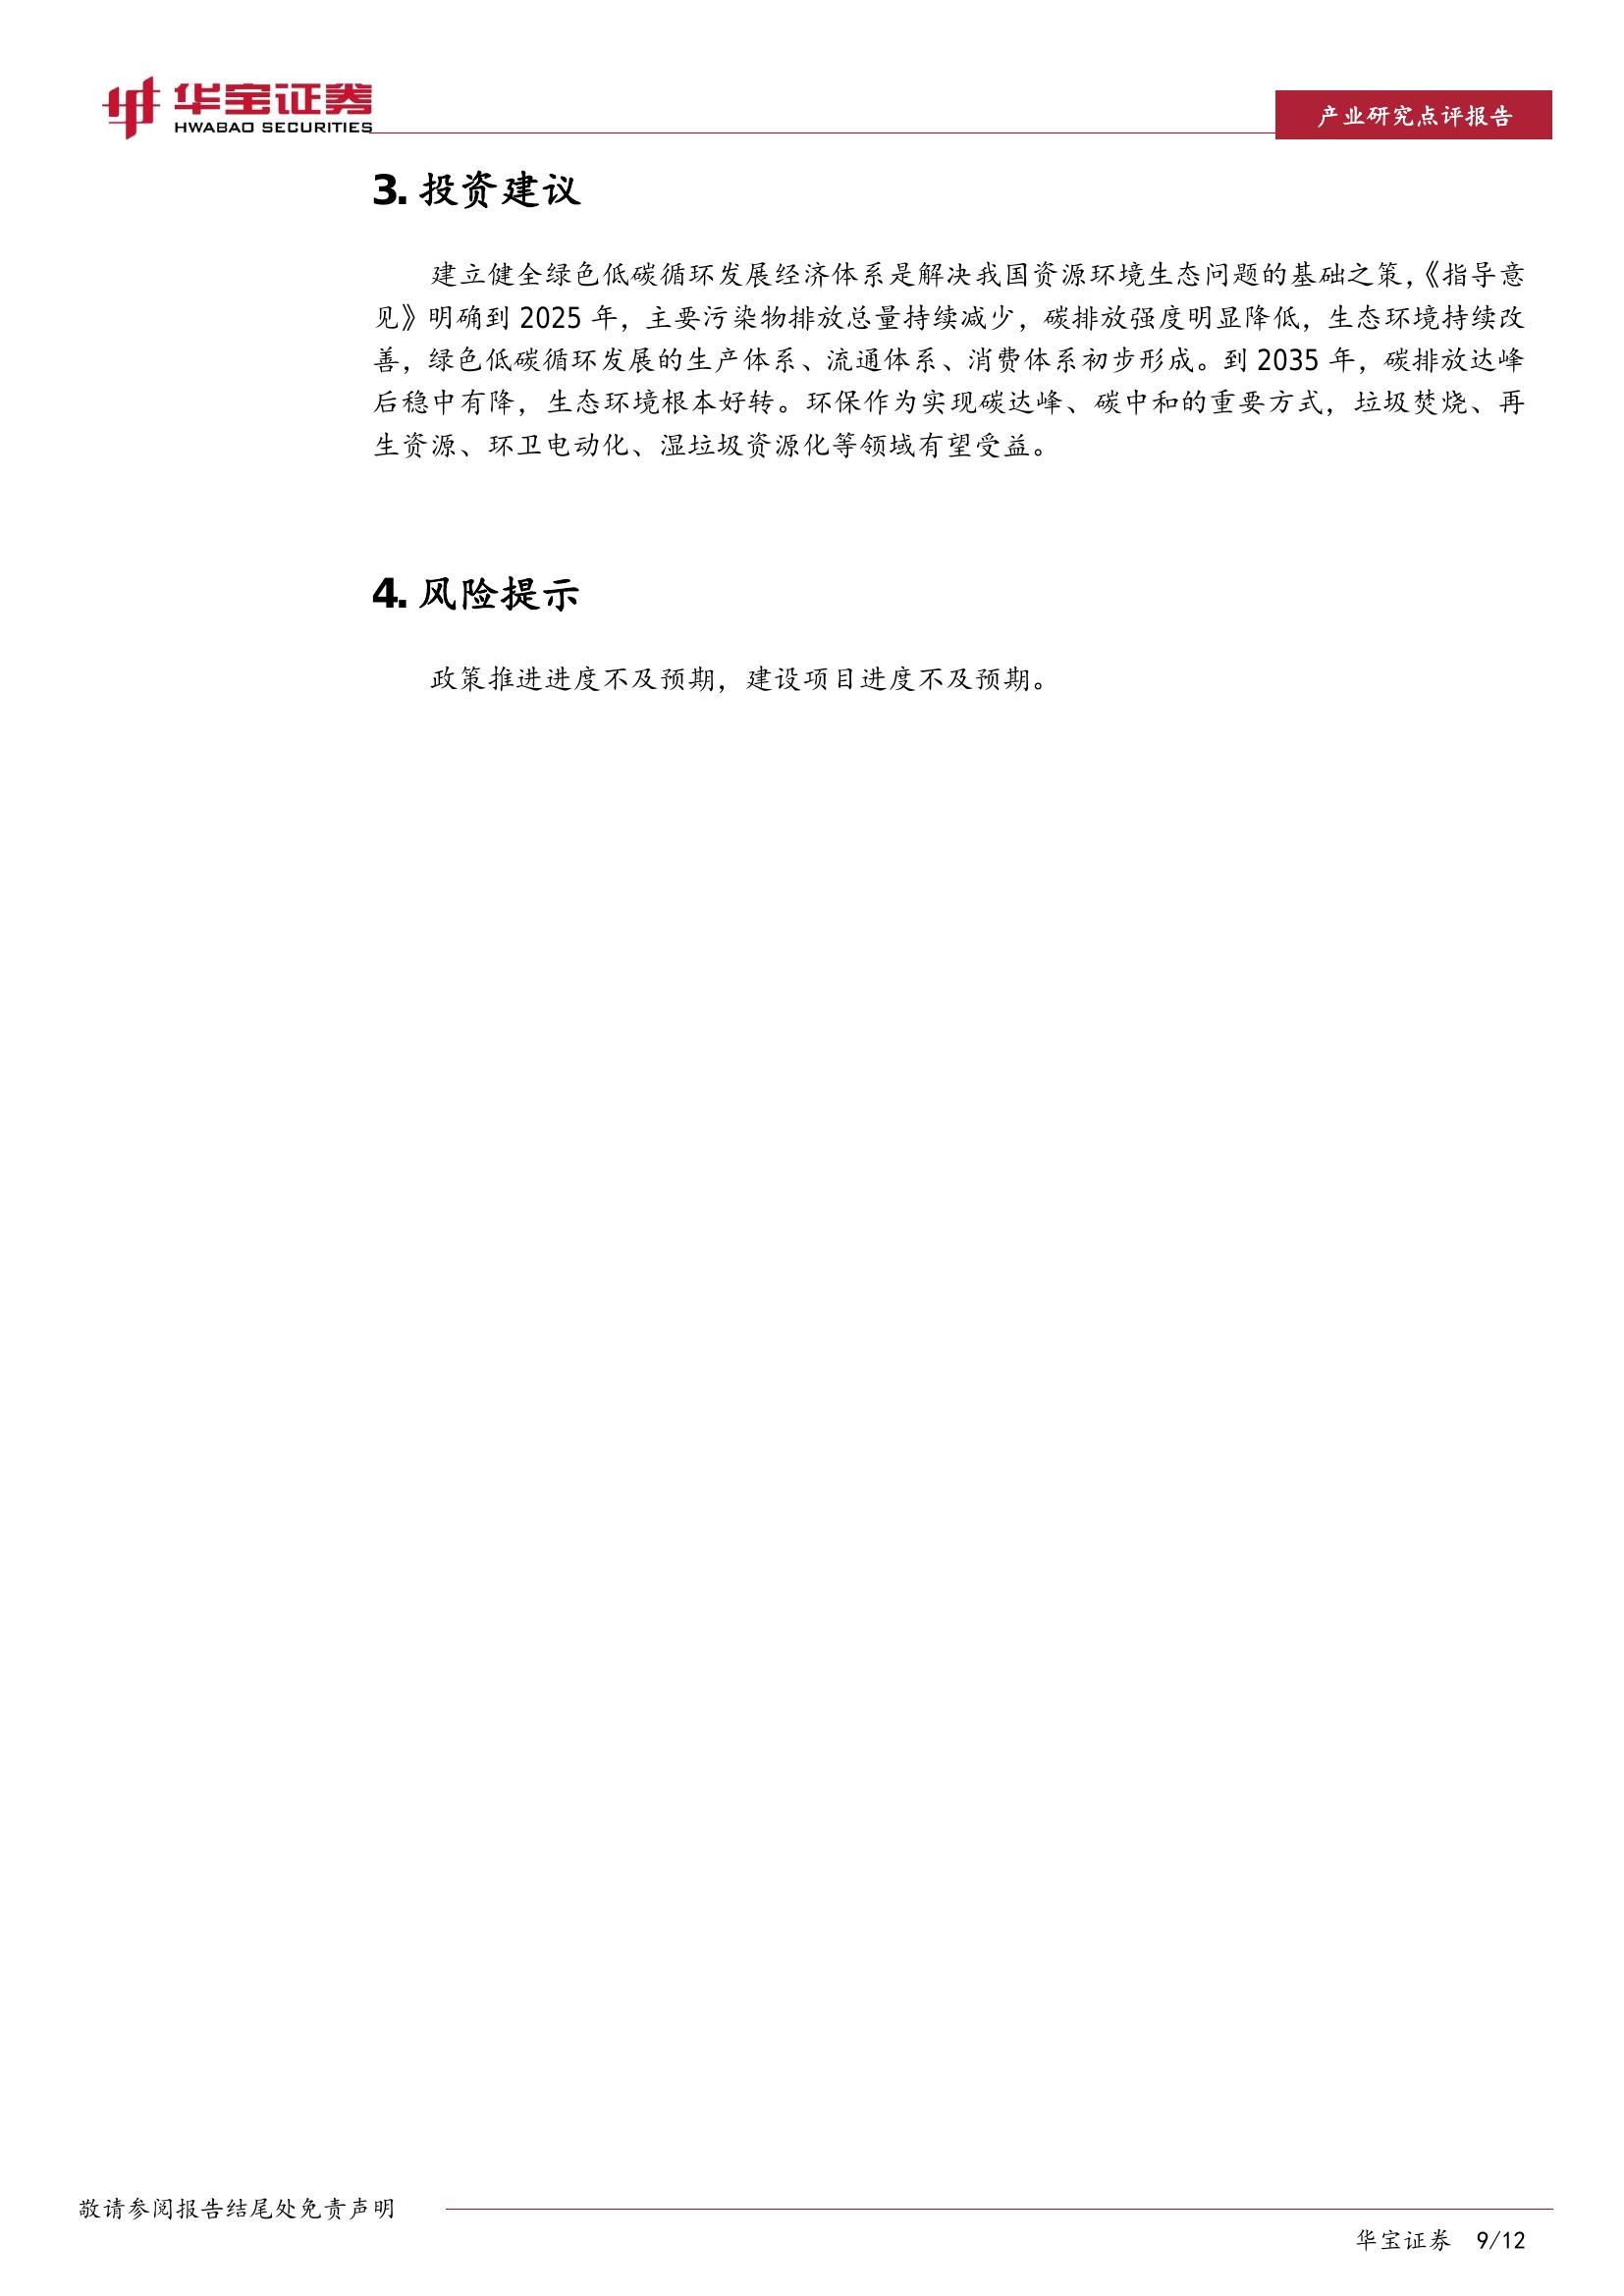 华宝证券
HWABAO SECURITIES
产业研究点评报告
3. 投资建议
建立健全绿色低碳循环发展经济体系是解决我国资源环境生态问题的基础之策，《指导意
见》明确到 2025 年，主要污染物排放总量持续减少，碳排放强度明显降低，生态环境持续改
善，绿色低碳循环发展的生产体系、流通体系、消费体系初步形成。到 2035 年，碳排放达峰
后稳中有降，生态环境根本好转。环保作为实现碳达峰、碳中和的重要方式，垃圾焚烧、再
生资源、环卫电动化、湿垃圾资源化等领域有望受益。
4. 风险提示
政策推进进度不及预期，建设项目进度不及预期。
敬请参阅报告结尾处免责声明
华宝证券 9/12